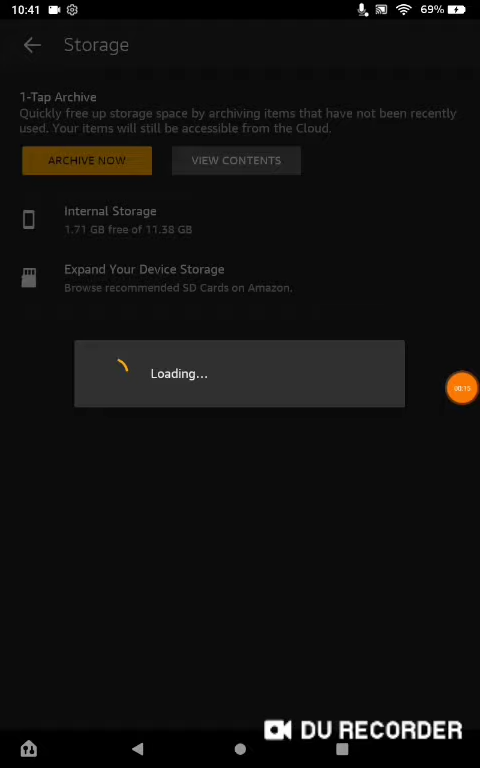 10:41
69%
Storage
1-Tap Archive
Quickly free up storage space by archiving items that have not been recently
used. Your items will still be accessible from the Cloud.
ARCHIVE NOW
VIEW CONTENTS
Internal Storage
1.71 GB free of 11.38 GB
Expand Your Device Storage
Browse recommended SD Cards on Amazon.
Loading...
00:15
DU RECORDER